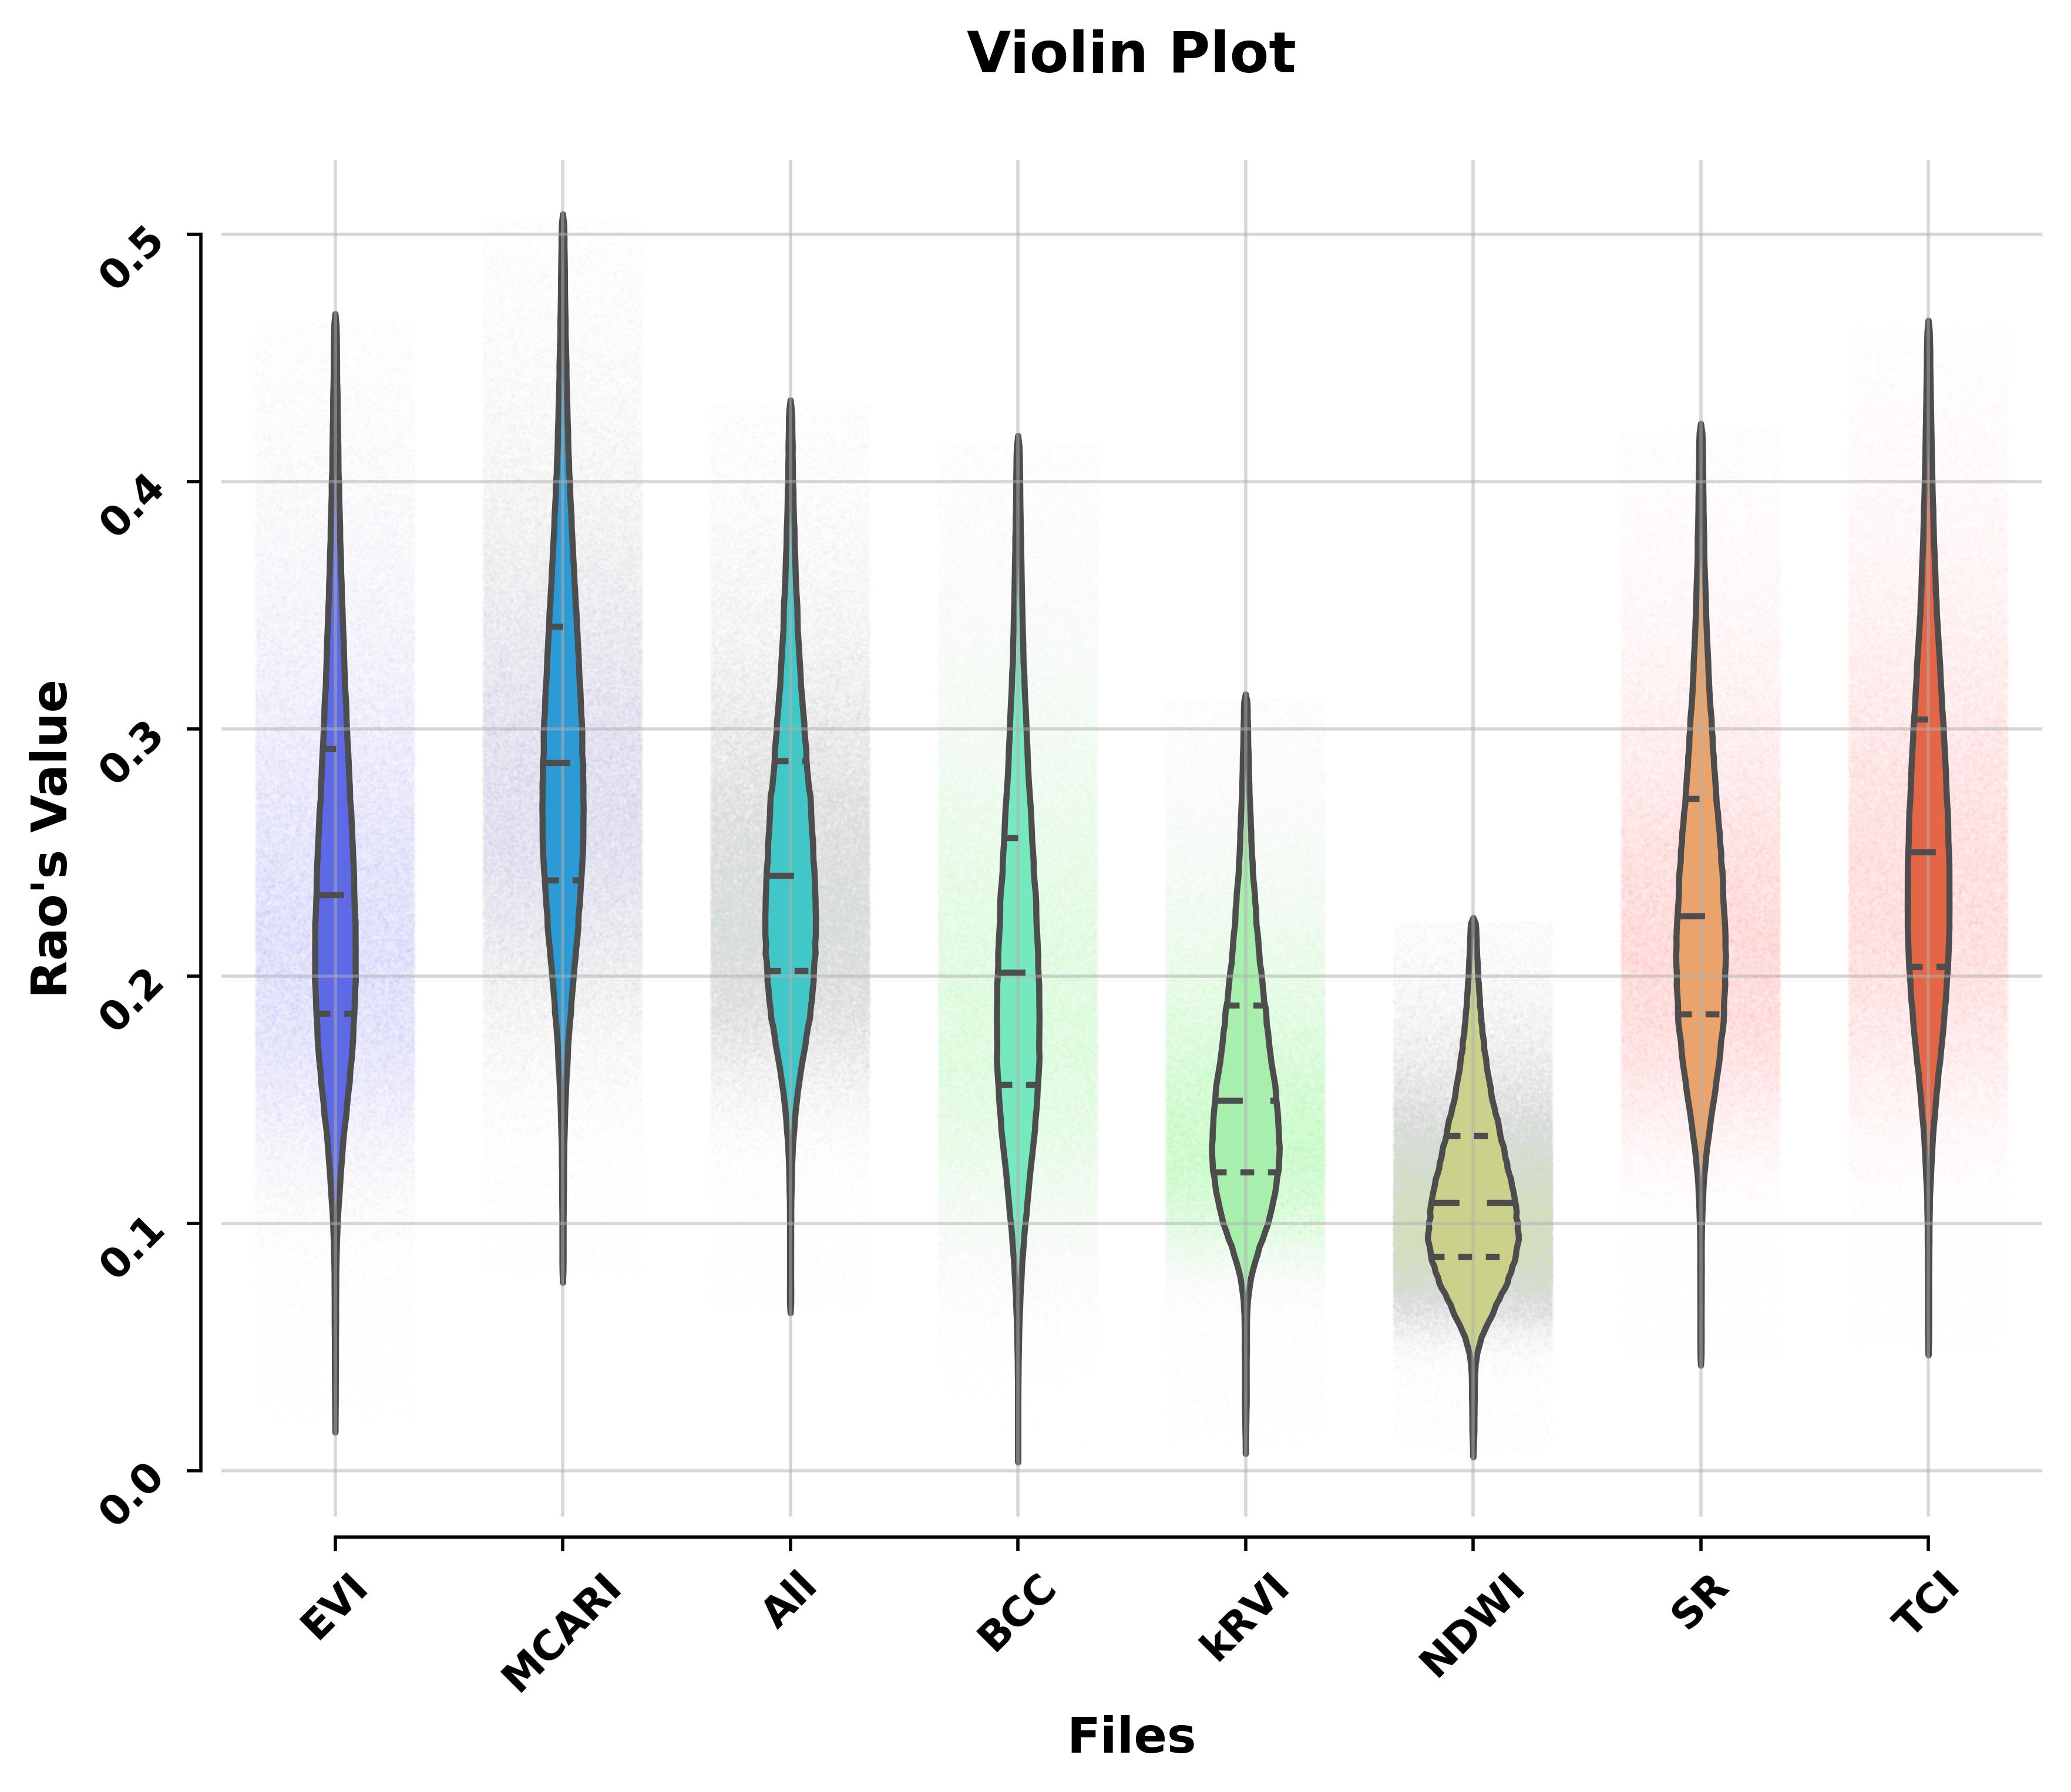 Violin Plot
Rao's Value
0.5
0.4
0.3
0.2
0.1
0.0
EVI
MCARI
AII
BCC
kRVI
NDWI
SR
TCI
Files